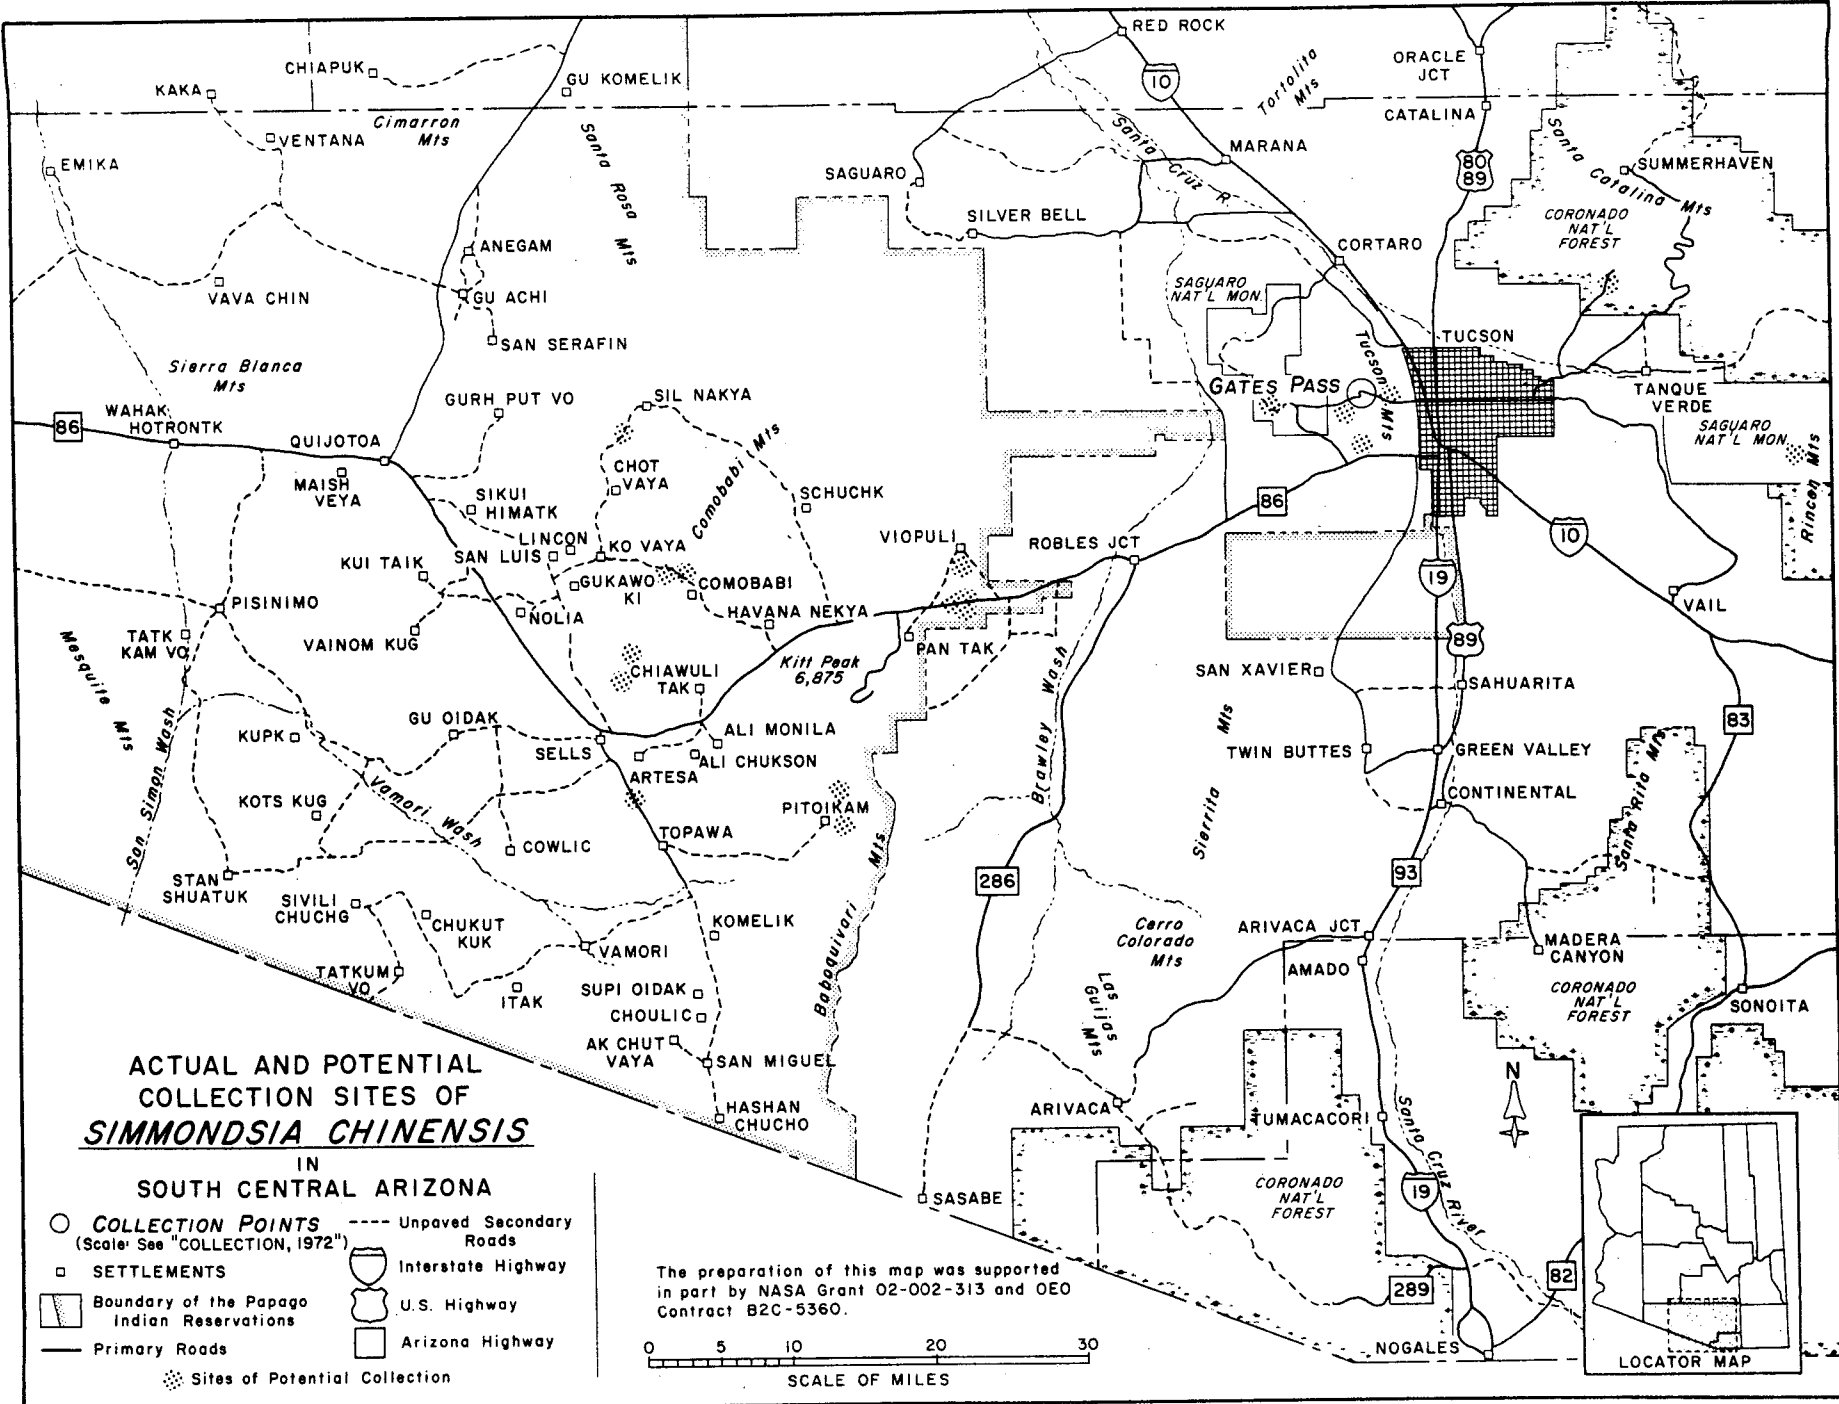 RED ROCK
ORACLE
JCT
10
Tortolita
Mts
CHIAPUK
GU KOMELIK
KAKA
CATALINA
Cimarron
Mts
VENTANA
Santa Rosa Mts
Santa Cruz R.
MARANA
80
89
Santa Catalina Mts
SUMMERHAVEN
EMIKA
SAGUARO
SILVER BELL
CORONADO
NAT'L
FOREST
ANEGAM
CORTARO
VAVA CHIN
GU ACHI
SAGUARO
NAT'L MON.
SAN SERAFIN
TUCSON
Tucson Mts
Sierra Blanca
Mts
GATES PASS
TANQUE
VERDE
SIL NAKYA
GURH PUT VO
WAHAK
HOTRONTK
86
QUIJOTOA
SAGUARO
NAT'L MON.
Rincon Mts
MAISH
VEYA
CHOT
VAYA
Comobabi Mts
SIKUI
HIMATK
SCHUCHK
86
LINCON
SAN LUIS
KO VAYA
VIOPULI
ROBLES JCT
10
KUI TAIK
GUKAWO
KI
COMOBABI
19
PISINIMO
NOLIA
HAVANA NEKYA
VAIL
TATK
KAM VO
VAINOM KUG
PAN TAK
89
Mesquite Mts
CHIAWULI
TAK
Kitt Peak
6,875
SAN XAVIER
SAHUARITA
Brawley Wash
GU OIDAK
KUPK
SELLS
ALI MONILA
83
San Simon Wash
ARTESA
ALI CHUKSON
TWIN BUTTES
GREEN VALLEY
Sierrita Mts
Santa Rita Mts
KOTS KUG
Vamori Wash
PITOIKAM
CONTINENTAL
COWLIC
TOPAWA
Baboquivari Mts
STAN
SHUATUK
286
93
SIVILI
CHUCHG
CHUKUT
KUK
KOMELIK
Cerro
Colorado
Mts
ARIVACA JCT
MADERA
CANYON
VAMORI
AMADO
TATKUM
VO
ITAK
SUPI OIDAK
Las
Guijas
Mts
CORONADO
NAT'L
FOREST
SONOITA
CHOULIC
AK CHUT
VAYA
SAN MIGUEL
N
HASHAN
CHUCHO
ARIVACA
TUMACACORI
Santa Cruz River
CORONADO
NAT'L
FOREST
19
SASABE
82
289
NOGALES
LOCATOR MAP
ACTUAL AND POTENTIAL
COLLECTION SITES OF
SIMMONDSIA CHINENSIS
IN
SOUTH CENTRAL ARIZONA
COLLECTION POINTS
(Scale: See "COLLECTION, 1972")
SETTLEMENTS
Boundary of the Papago
Indian Reservations
Primary Roads
Sites of Potential Collection
Unpaved Secondary
Roads
Interstate Highway
U.S. Highway
Arizona Highway
The preparation of this map was supported
in part by NASA Grant 02-002-313 and OEO
Contract B2C-5360.
0 5 10 20 30
SCALE OF MILES